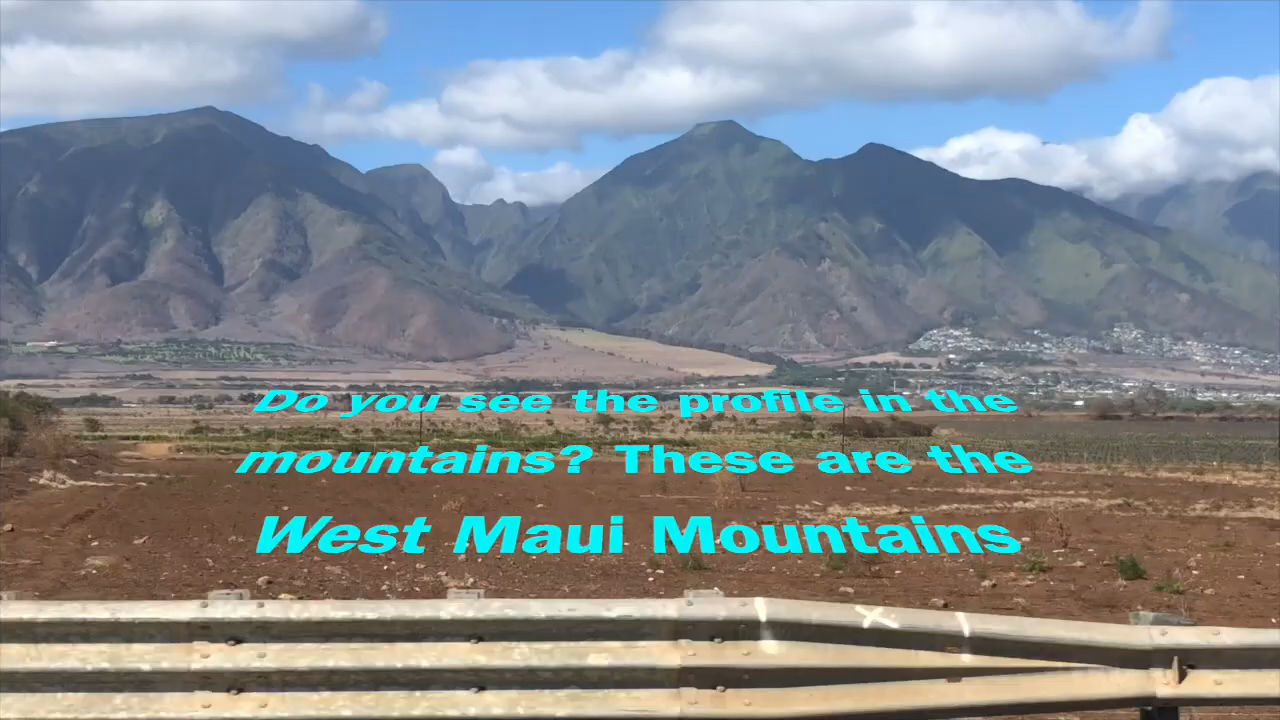 Do you see the profile in the
mountains? These are the
West Maui Mountains